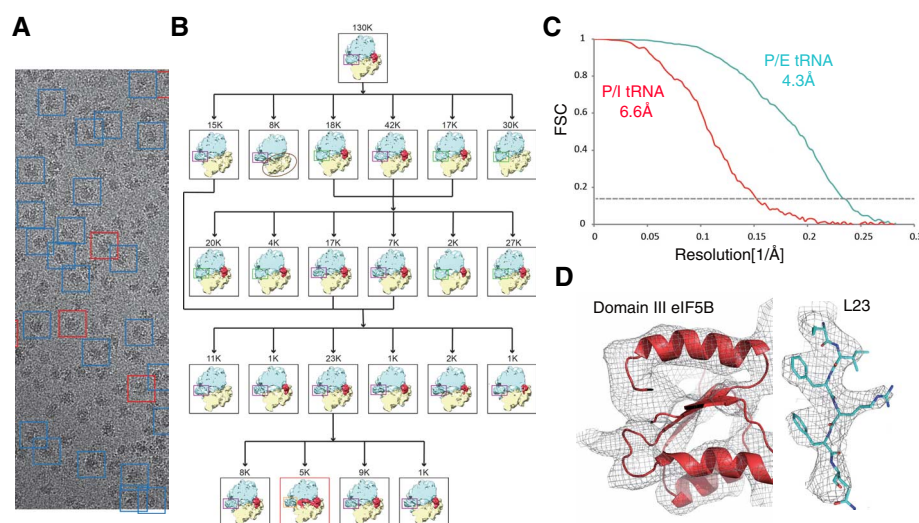 A
B
130K
15K 8K 18K 42K 17K 30K
20K 4K 17K 7K 2K 27K
11K 1K 23K 1K 2K 1K
8K 5K 9K 1K
C
1
0.8
0.6
0.4
0.2
0
FSC
P/E tRNA
4.3Å
P/I tRNA
6.6Å
0 0.05 0.1 0.15 0.2 0.25 0.3
Resolution[1/Å]
D
Domain III eIF5B
L23